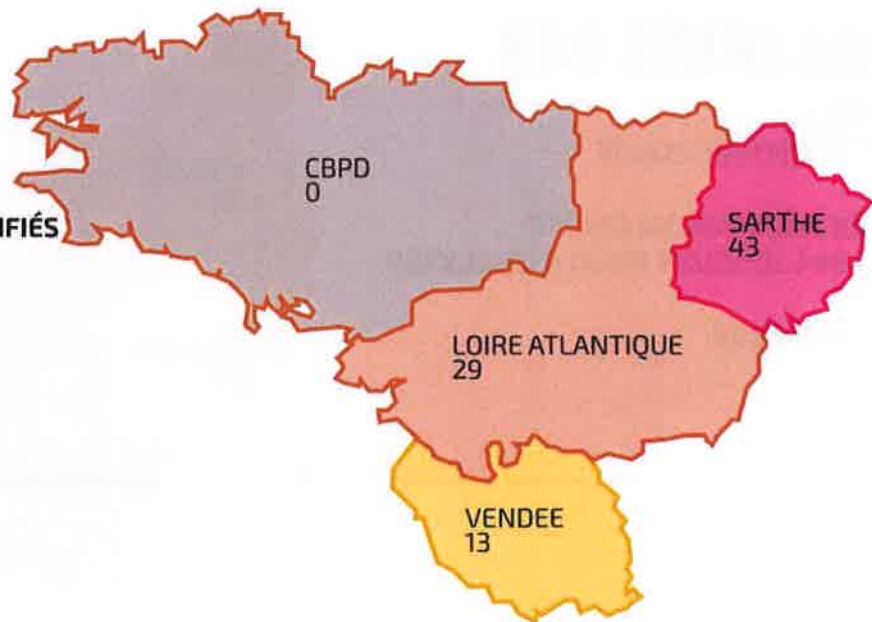 CBPD
0
IFIÉS
SARTHE
43
LOIRE ATLANTIQUE
29
VENDEE
13